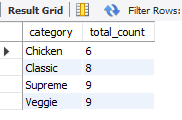 Result Grid Filter Rows:
category total_count
Chicken 6
Classic 8
Supreme 9
Veggie 9